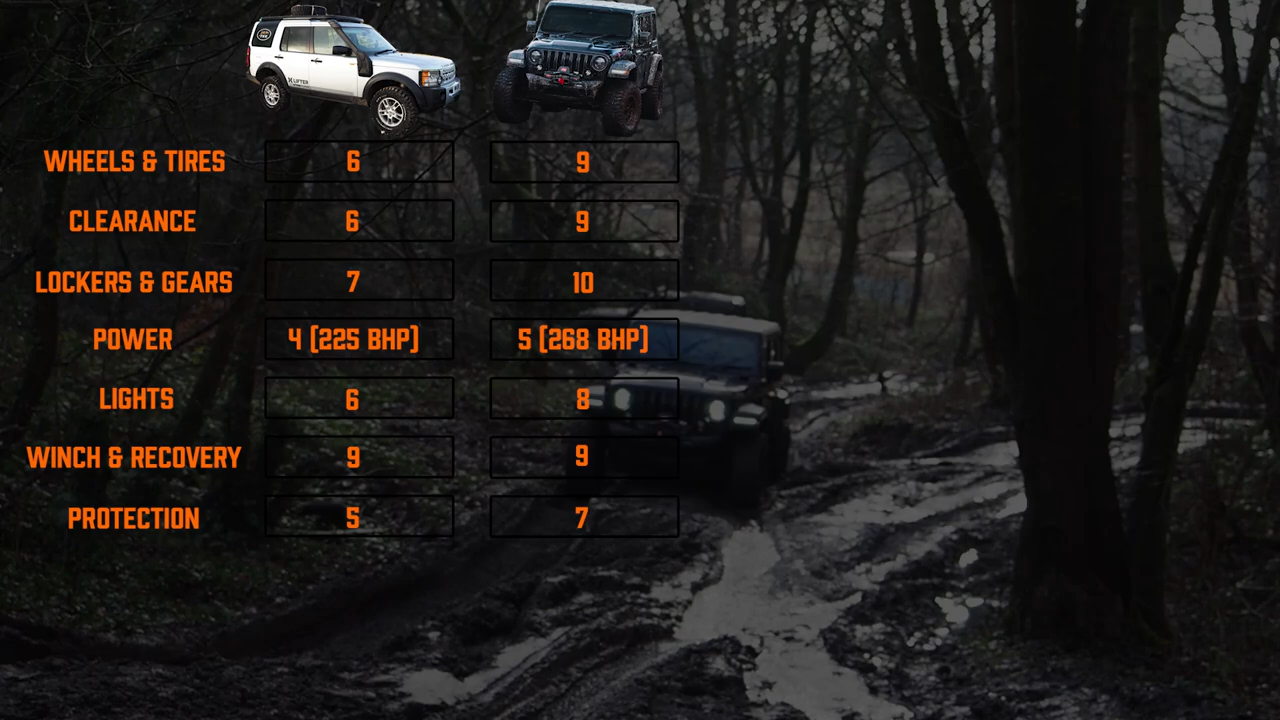 LIFTER
WHEELS & TIRES 6 9
CLEARANCE 6 9
LOCKERS & GEARS 7 10
POWER 4 (225 BHP) 5 (268 BHP)
LIGHTS 6 8
WINCH & RECOVERY 9 9
PROTECTION 5 7